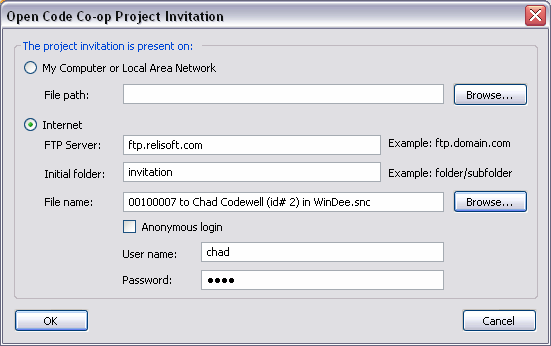 Open Code Co-op Project Invitation
The project invitation is present on:
My Computer or Local Area Network
File path: Browse...
Internet
FTP Server: ftp.relisoft.com Example: ftp.domain.com
Initial folder: invitation Example: folder/subfolder
File name: 00100007 to Chad Codewell (id# 2) in WinDee.snc Browse...
Anonymous login
User name: chad
Password: ●●●●
OK Cancel